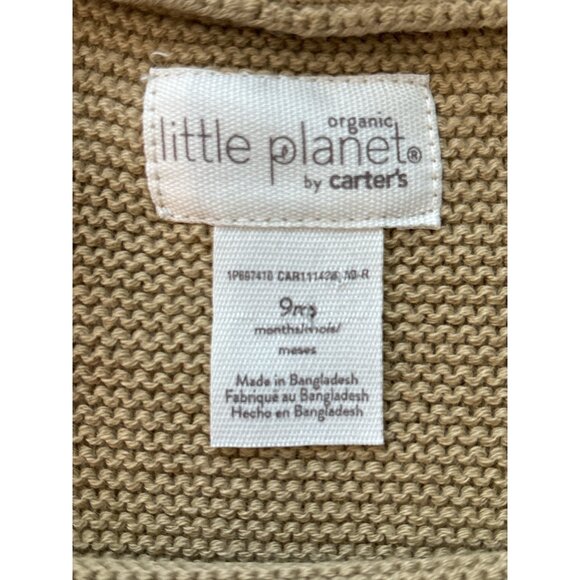 organic
little planet®
by carter's
9m
months/mois/
meses
Made in Bangladesh
Fabriqué au Bangladesh
Hecho en Bangladesh